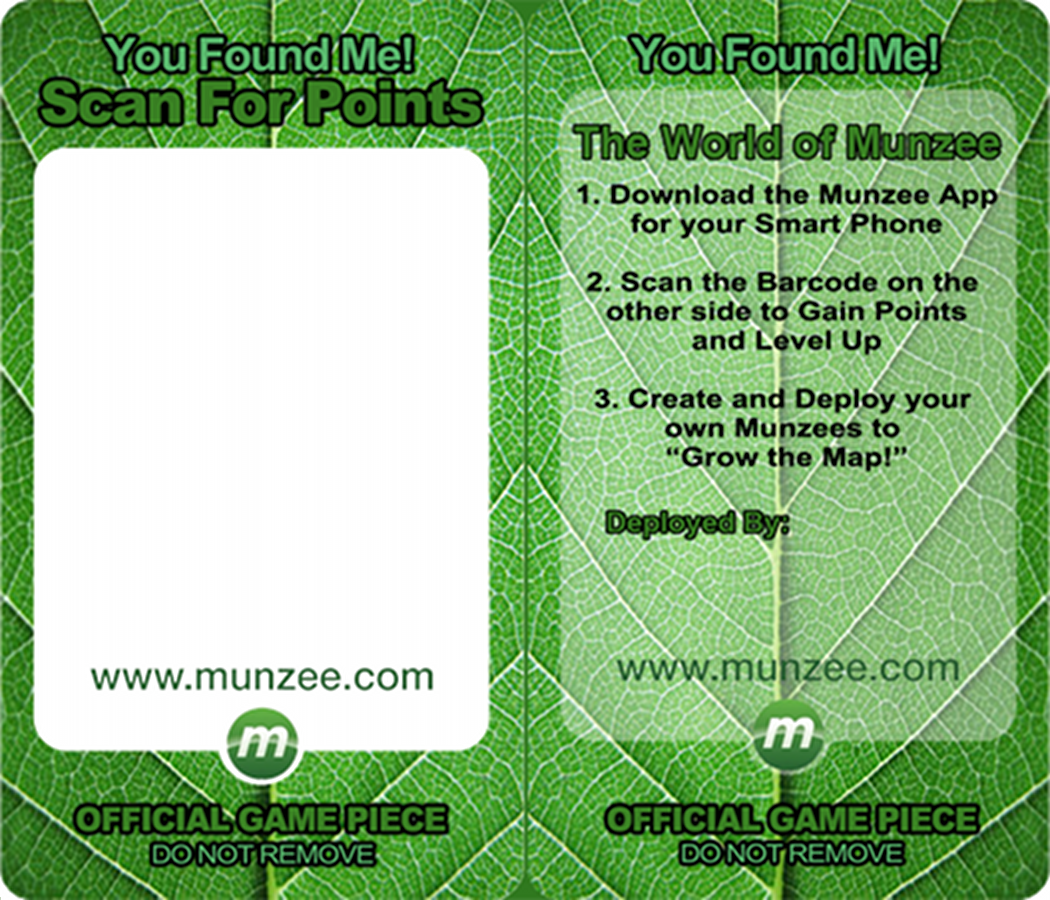 You Found Me!
Scan For Points
www.munzee.com
m
OFFICIAL GAME PIECE
DO NOT REMOVE
You Found Me!
The World of Munzee
1. Download the Munzee App
for your Smart Phone
2. Scan the Barcode on the
other side to Gain Points
and Level Up
3. Create and Deploy your
own Munzees to
“Grow the Map!”
Deployed By:
www.munzee.com
m
OFFICIAL GAME PIECE
DO NOT REMOVE